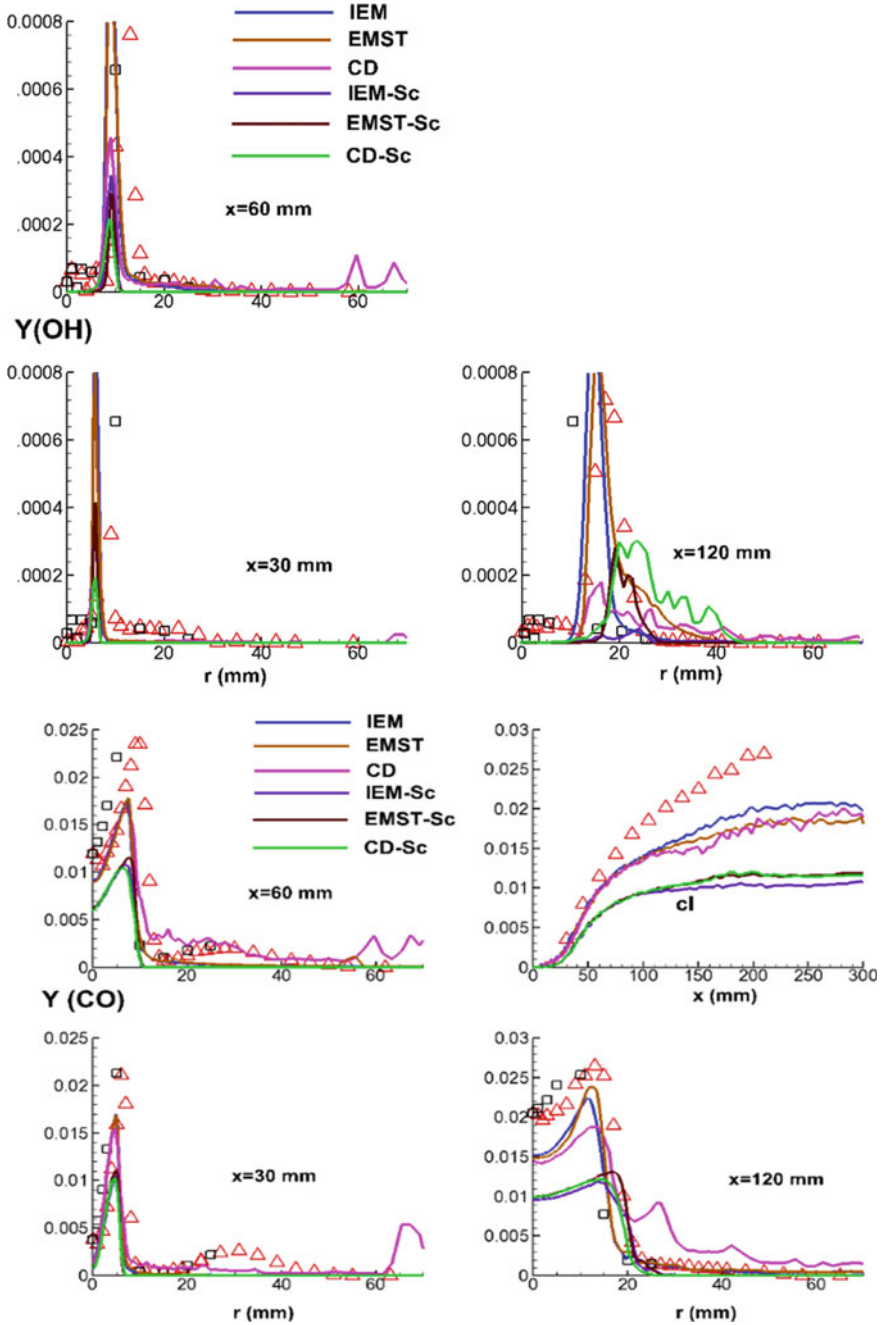 0.0008
.0006
.0004
.0002
0
0 20 40 60
IEM
EMST
CD
IEM-Sc
EMST-Sc
CD-Sc
x=60 mm
Y(OH)
0.0008
.0006
.0004
0.0002
0
0 20 40 60
r (mm)
x=30 mm
0.0008
0.0006
0.0004
0.0002
0
0 20 40 60
r (mm)
x=120 mm
0.025
0.02
0.015
0.01
0.005
0
0 20 40 60
IEM
EMST
CD
IEM-Sc
EMST-Sc
CD-Sc
x=60 mm
0.03
0.025
0.02
0.015
0.01
0.005
0
0 50 100 150 200 250 300
cl
x (mm)
Y (CO)
0.025
0.02
0.015
0.01
0.005
0
0 20 40 60
r (mm)
x=30 mm
0.03
0.025
0.02
0.015
0.01
0.005
0
0 20 40 60
r (mm)
x=120 mm